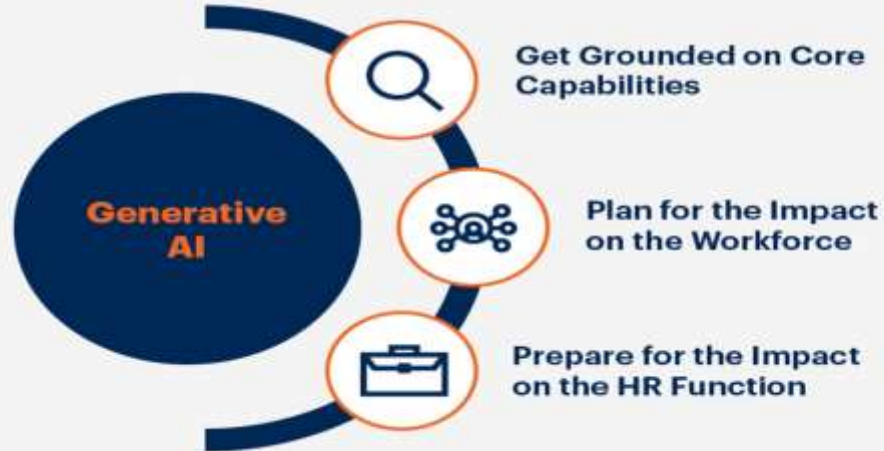 Generative
AI
Get Grounded on Core
Capabilities
Plan for the Impact
on the Workforce
Prepare for the Impact
on the HR Function